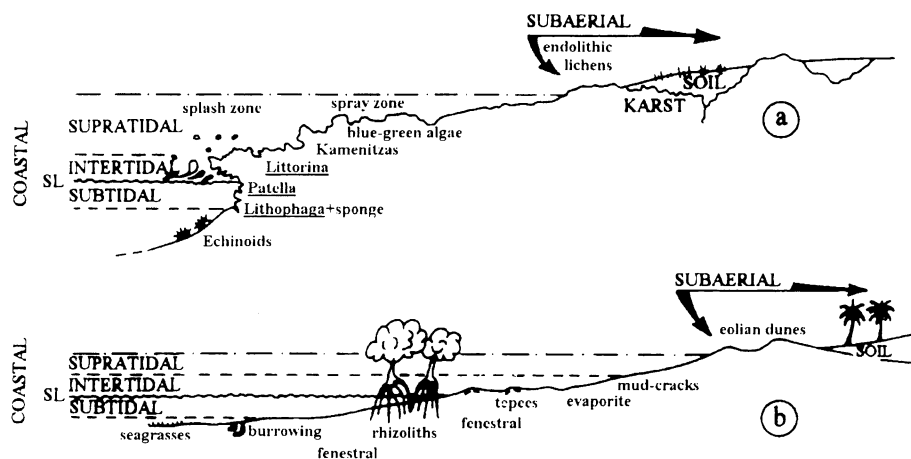 SUBAERIAL
endolithic
lichens
SOIL
KARST
a
splash zone
spray zone
SUPRATIDAL
blue-green algae
Kamenitzas
COASTAL
INTERTIDAL
Littorina
SL
Patella
SUBTIDAL
Lithophaga+sponge
Echinoids
SUBAERIAL
eolian dunes
SOIL
COASTAL
SUPRATIDAL
INTERTIDAL
mud-cracks
SL
tepees
evaporite
SUBTIDAL
fenestral
seagrasses
burrowing
rhizoliths
fenestral
b